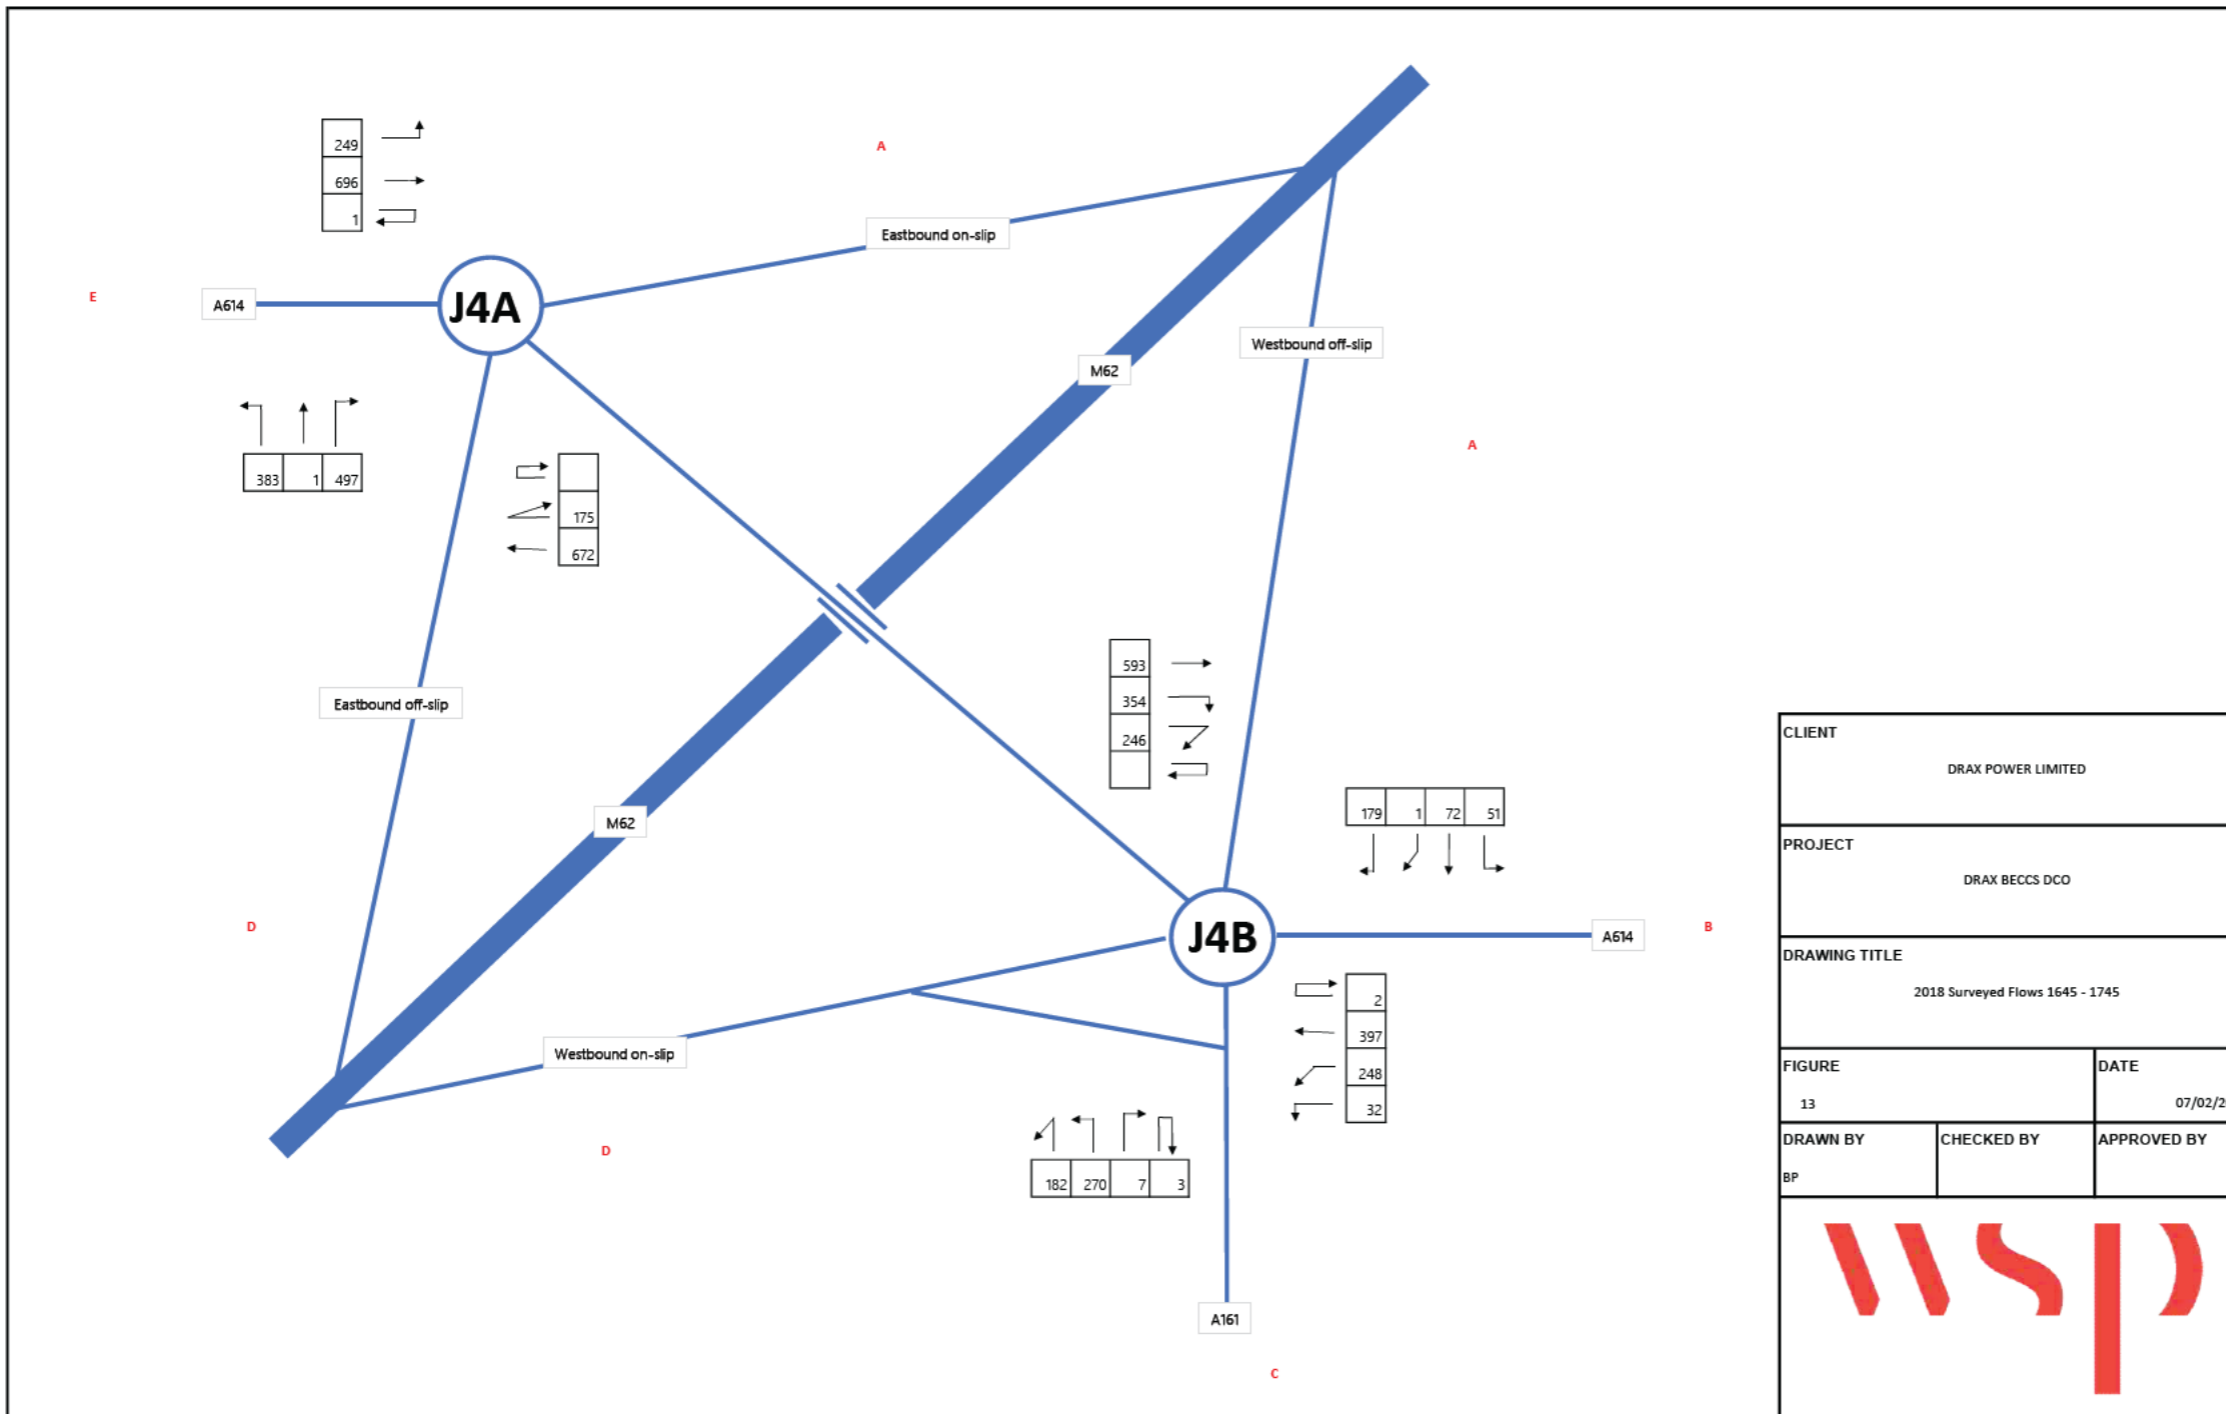 249
696
1
A
Eastbound on-slip
E
A614
J4A
Westbound off-slip
M62
383 1 497
175
672
A
593
354
246
Eastbound off-slip
179 1 72 51
M62
D
J4B
A614
B
2
397
248
32
Westbound on-slip
D
182 270 7 3
A161
C
CLIENT
DRAX POWER LIMITED
PROJECT
DRAX BECCS DCO
DRAWING TITLE
2018 Surveyed Flows 1645 - 1745
FIGURE DATE
13 07/02/2
DRAWN BY CHECKED BY APPROVED BY
BP
wsp